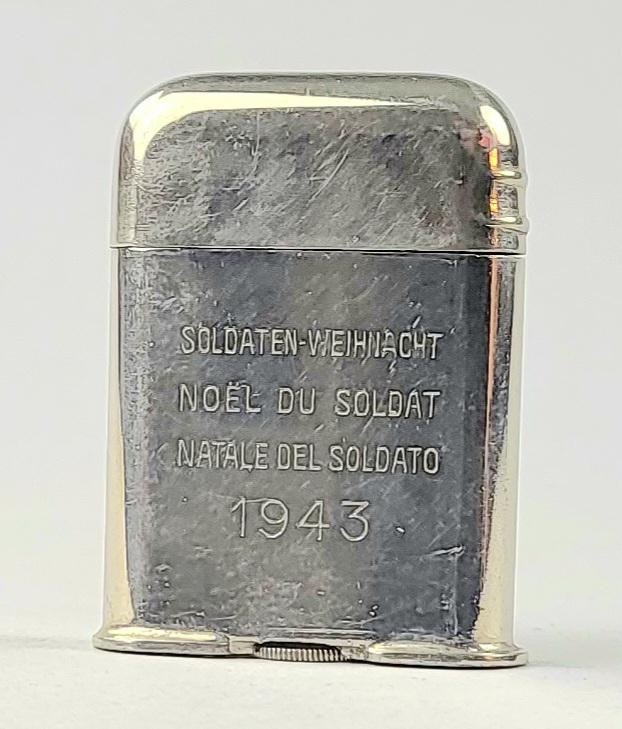 SOLDATEN-WEIHNACHT
NOËL DU SOLDAT
NATALE DEL SOLDATO
1943